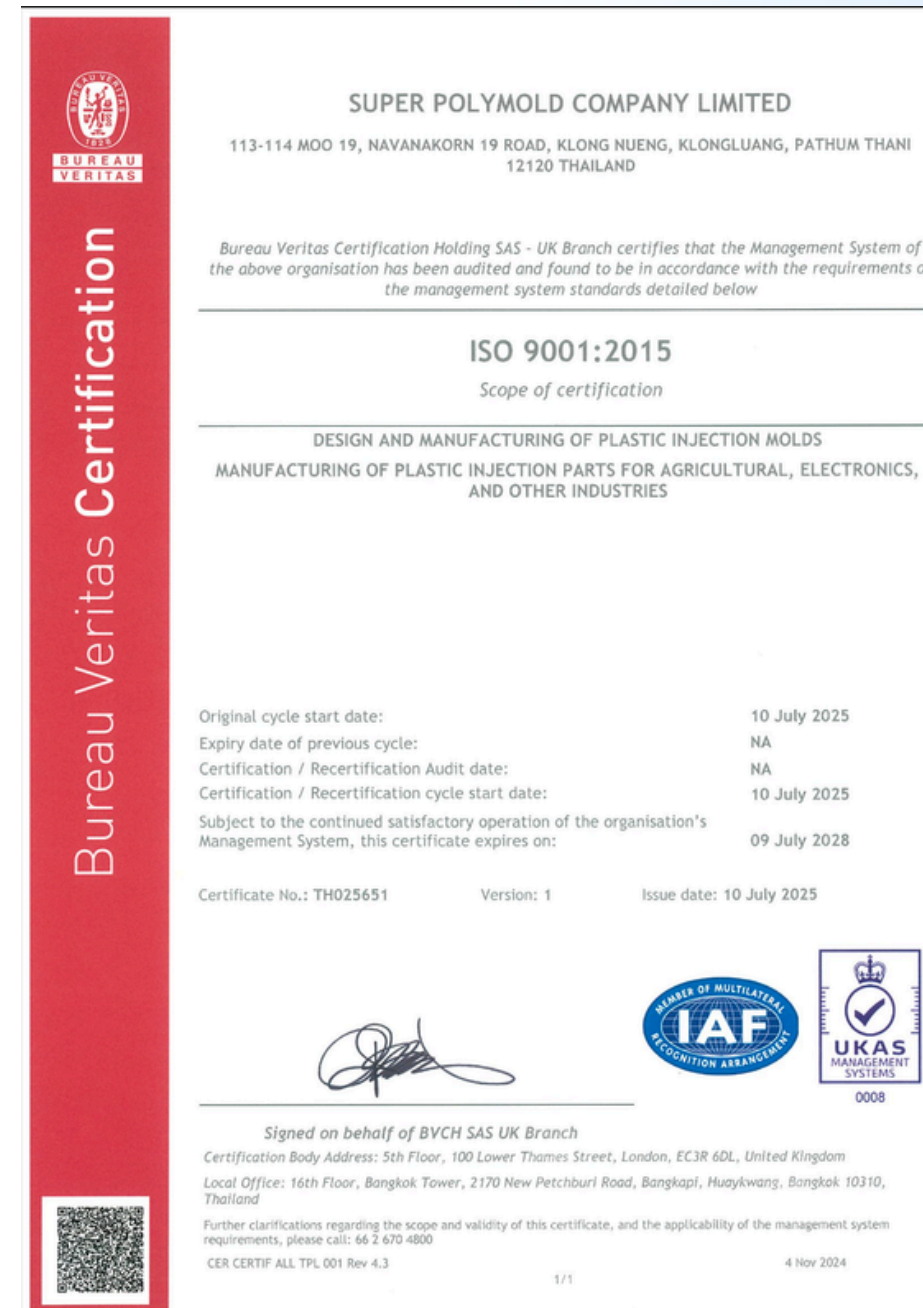 BUREAU VERITAS
1828
BUREAU
VERITAS
Bureau Veritas Certification
SUPER POLYMOLD COMPANY LIMITED
113-114 MOO 19, NAVANAKORN 19 ROAD, KLONG NUENG, KLONGLUANG, PATHUM THANI
12120 THAILAND
Bureau Veritas Certification Holding SAS - UK Branch certifies that the Management System of
the above organisation has been audited and found to be in accordance with the requirements o
the management system standards detailed below
ISO 9001:2015
Scope of certification
DESIGN AND MANUFACTURING OF PLASTIC INJECTION MOLDS
MANUFACTURING OF PLASTIC INJECTION PARTS FOR AGRICULTURAL, ELECTRONICS,
AND OTHER INDUSTRIES
Original cycle start date: 10 July 2025
Expiry date of previous cycle: NA
Certification / Recertification Audit date: NA
Certification / Recertification cycle start date: 10 July 2025
Subject to the continued satisfactory operation of the organisation's
Management System, this certificate expires on: 09 July 2028
Certificate No.: TH025651 Version: 1 Issue date: 10 July 2025
MEMBER OF MULTILATERAL
IAF
RECOGNITION ARRANGEMENT
UKAS
MANAGEMENT
SYSTEMS
0008
Signed on behalf of BVCH SAS UK Branch
Certification Body Address: 5th Floor, 100 Lower Thames Street, London, EC3R 6DL, United Kingdom
Local Office: 16th Floor, Bangkok Tower, 2170 New Petchburi Road, Bangkapi, Huaykwang, Bangkok 10310,
Thailand
Further clarifications regarding the scope and validity of this certificate, and the applicability of the management system
requirements, please call: 66 2 670 4800
CER CERTIF ALL TPL 001 Rev 4.3 4 Nov 2024
1/1